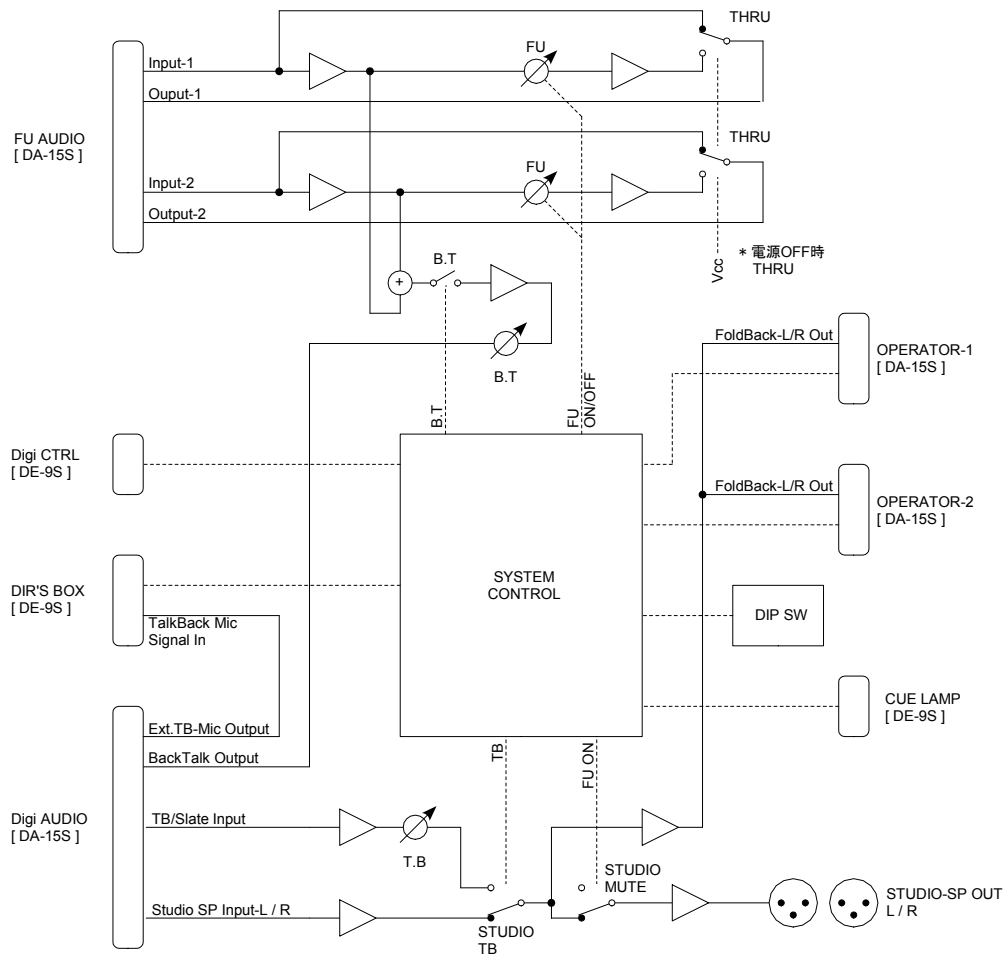 THRU
Input-1
FU
Ouput-1
FU AUDIO
[ DA-15S ]
THRU
Input-2
FU
Output-2
B.T
Vcc
* 電源OFF時
THRU
B.T
FoldBack-L/R Out
OPERATOR-1
[ DA-15S ]
B.T
FU
ON/OFF
Digi CTRL
[ DE-9S ]
FoldBack-L/R Out
OPERATOR-2
[ DA-15S ]
SYSTEM
CONTROL
DIR'S BOX
[ DE-9S ]
TalkBack Mic
Signal In
DIP SW
CUE LAMP
[ DE-9S ]
Ext.TB-Mic Output
BackTalk Output
TB
FU ON
Digi AUDIO
[ DA-15S ]
TB/Slate Input
T.B
STUDIO
MUTE
Studio SP Input-L / R
STUDIO
TB
STUDIO-SP OUT
L / R